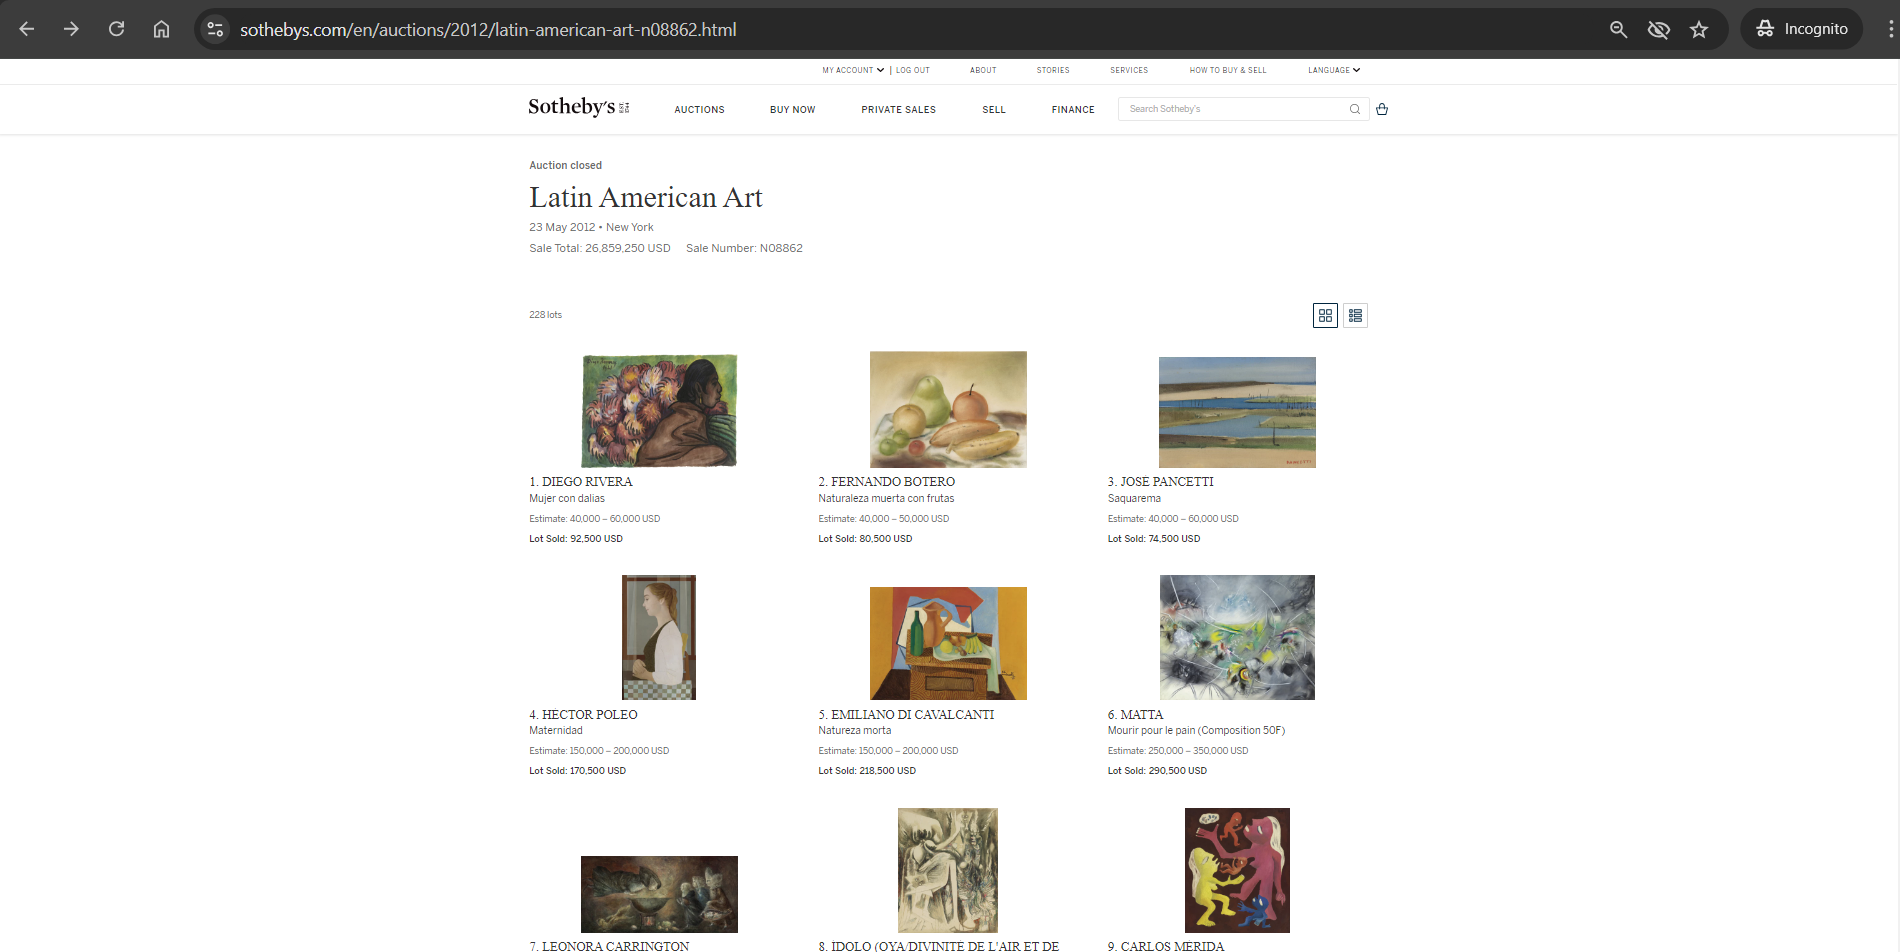 sothebys.com/en/auctions/2012/latin-american-art-n08862.html
Incognito
MY ACCOUNT | LOG OUT ABOUT STORIES SERVICES HOW TO BUY & SELL LANGUAGE
Sotheby's EST. 1744 AUCTIONS BUY NOW PRIVATE SALES SELL FINANCE Search Sotheby's
Auction closed
Latin American Art
23 May 2012 • New York
Sale Total: 26,859,250 USD Sale Number: N08862
228 lots
1. DIEGO RIVERA
Mujer con dalias
Estimate: 40,000 – 60,000 USD
Lot Sold: 92,500 USD
2. FERNANDO BOTERO
Naturaleza muerta con frutas
Estimate: 40,000 – 50,000 USD
Lot Sold: 80,500 USD
3. JOSÉ PANCETTI
Saquarema
Estimate: 40,000 – 60,000 USD
Lot Sold: 74,500 USD
4. HÉCTOR POLEO
Maternidad
Estimate: 150,000 – 200,000 USD
Lot Sold: 170,500 USD
5. EMILIANO DI CAVALCANTI
Natureza morta
Estimate: 150,000 – 200,000 USD
Lot Sold: 218,500 USD
6. MATTA
Mourir pour le pain (Composition 50F)
Estimate: 250,000 – 350,000 USD
Lot Sold: 290,500 USD
7. LEONORA CARRINGTON
8. IDOLO (OYA/DIVINITÉ DE L'AIR ET DE
9. CARLOS MÉRIDA